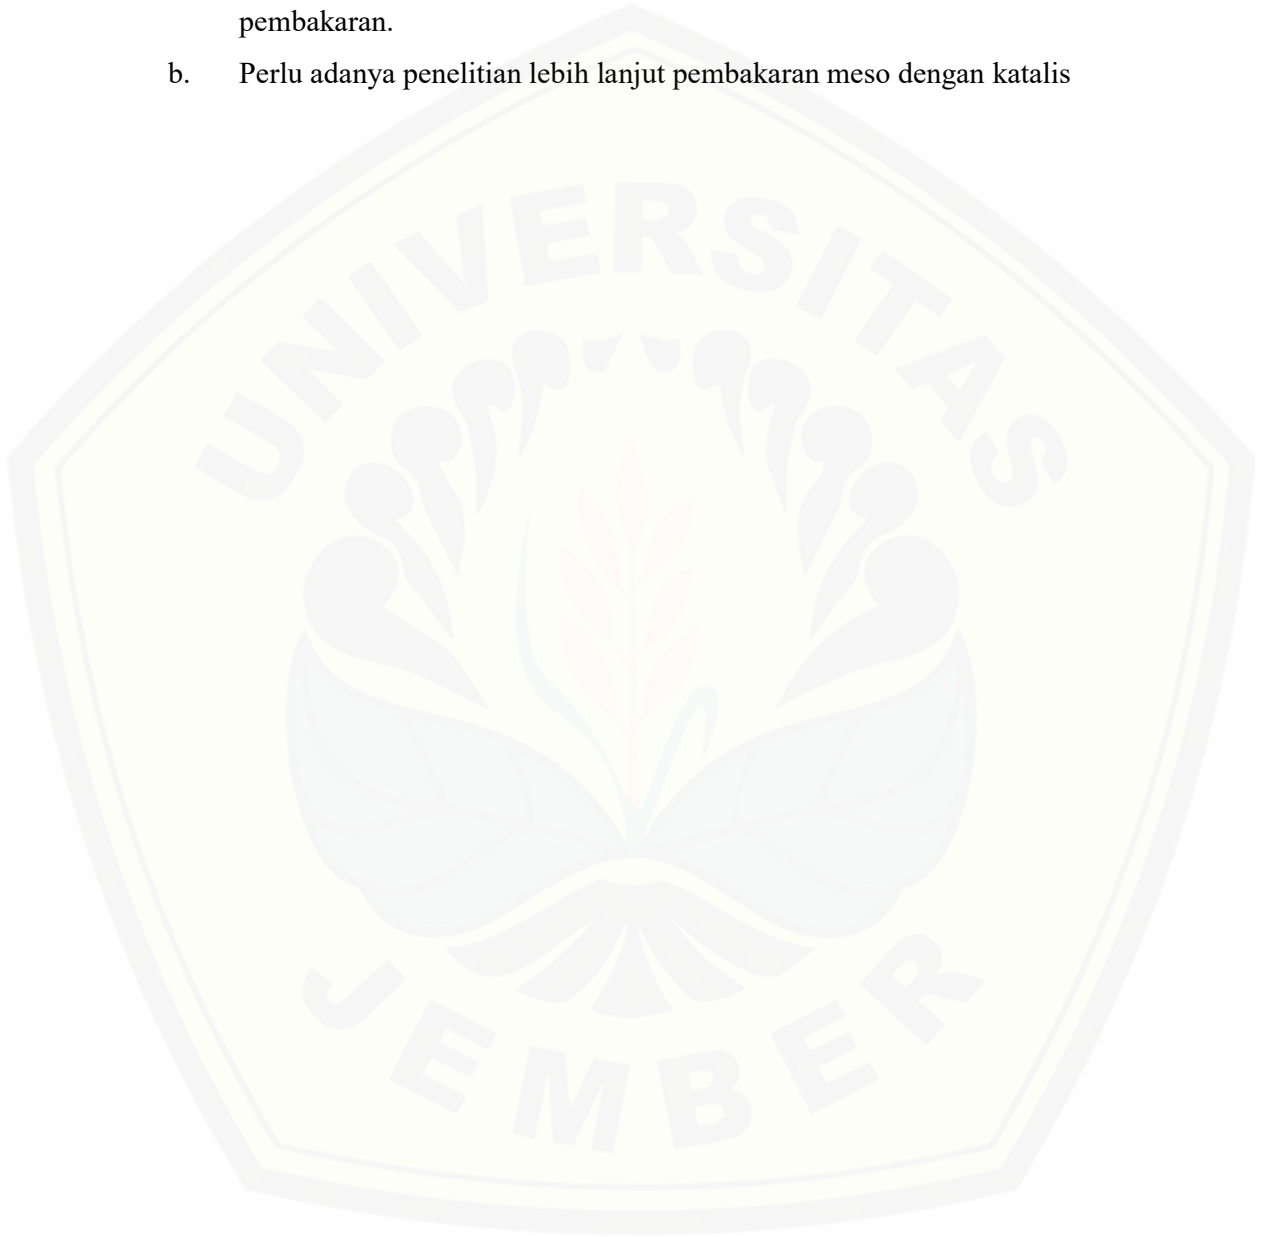 pembakaran.
b. Perlu adanya penelitian lebih lanjut pembakaran meso dengan katalis
UNIVERSITAS
JEMBER